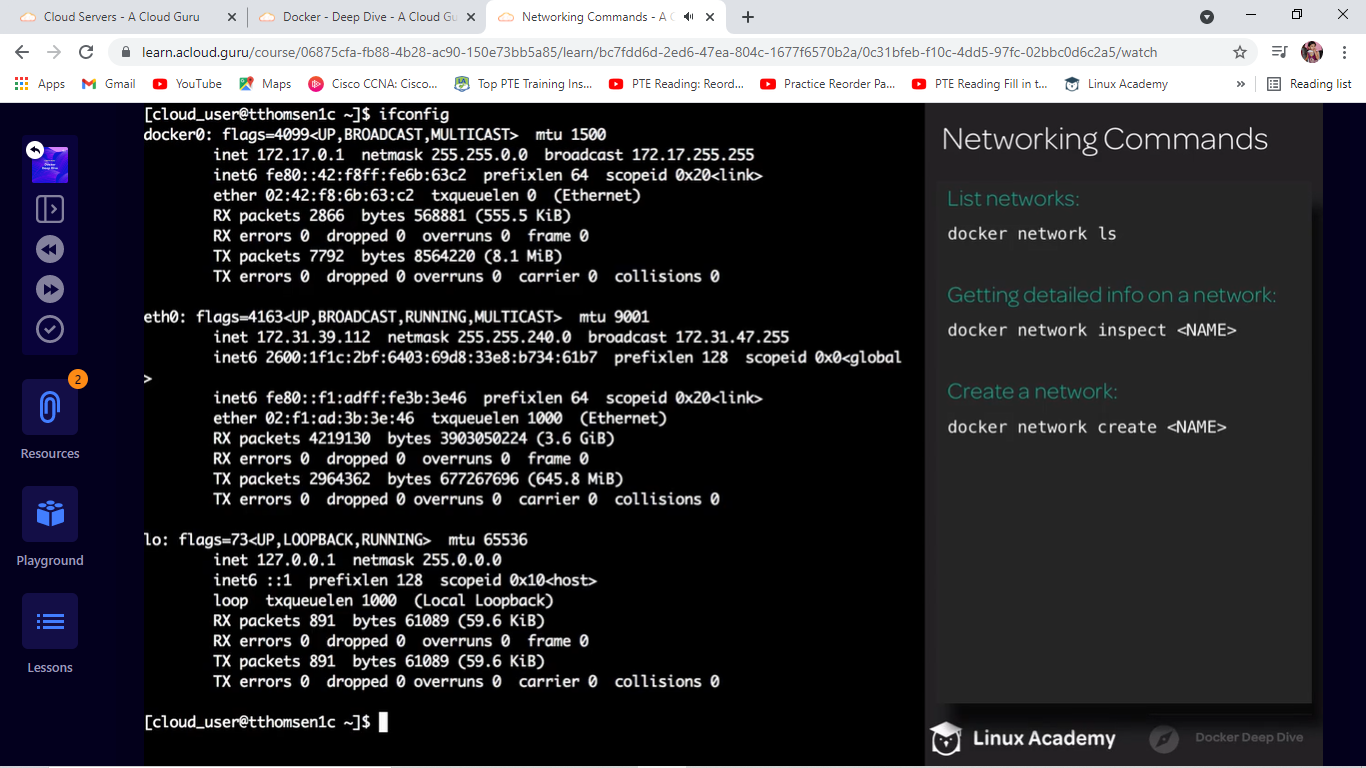 Cloud Servers - A Cloud Guru
Docker - Deep Dive - A Cloud Gu
Networking Commands - A C
learn.acloud.guru/course/06875cfa-fb88-4b28-ac90-150e73bb5a85/learn/bc7fdd6d-2ed6-47ea-804c-1677f6570b2a/0c31bfeb-f10c-4dd5-97fc-02bbc0d6c2a5/watch
Apps
Gmail
YouTube
Maps
Cisco CCNA: Cisco...
Top PTE Training Ins...
PTE Reading: Reord...
Practice Reorder Pa...
PTE Reading Fill in t...
Linux Academy
»
Reading list
Docker
Deep Dive
2
Resources
Playground
Lessons
[cloud_user@tthomsen1c ~]$ ifconfig
docker0: flags=4099<UP,BROADCAST,MULTICAST>  mtu 1500
inet 172.17.0.1  netmask 255.255.0.0  broadcast 172.17.255.255
inet6 fe80::42:f8ff:fe6b:63c2  prefixlen 64  scopeid 0x20<link>
ether 02:42:f8:6b:63:c2  txqueuelen 0  (Ethernet)
RX packets 2866  bytes 568881 (555.5 KiB)
RX errors 0  dropped 0  overruns 0  frame 0
TX packets 7792  bytes 8564220 (8.1 MiB)
TX errors 0  dropped 0 overruns 0  carrier 0  collisions 0
eth0: flags=4163<UP,BROADCAST,RUNNING,MULTICAST>  mtu 9001
inet 172.31.39.112  netmask 255.255.240.0  broadcast 172.31.47.255
inet6 2600:1f1c:2bf:6403:69d8:33e8:b734:61b7  prefixlen 128  scopeid 0x0<global
>
inet6 fe80::f1:adff:fe3b:3e46  prefixlen 64  scopeid 0x20<link>
ether 02:f1:ad:3b:3e:46  txqueuelen 1000  (Ethernet)
RX packets 4219130  bytes 3903050224 (3.6 GiB)
RX errors 0  dropped 0  overruns 0  frame 0
TX packets 2964362  bytes 677267696 (645.8 MiB)
TX errors 0  dropped 0 overruns 0  carrier 0  collisions 0
lo: flags=73<UP,LOOPBACK,RUNNING>  mtu 65536
inet 127.0.0.1  netmask 255.0.0.0
inet6 ::1  prefixlen 128  scopeid 0x10<host>
loop  txqueuelen 1000  (Local Loopback)
RX packets 891  bytes 61089 (59.6 KiB)
RX errors 0  dropped 0  overruns 0  frame 0
TX packets 891  bytes 61089 (59.6 KiB)
TX errors 0  dropped 0 overruns 0  carrier 0  collisions 0
[cloud_user@tthomsen1c ~]$
Networking Commands
List networks:
docker network ls
Getting detailed info on a network:
docker network inspect <NAME>
Create a network:
docker network create <NAME>
Linux Academy
Docker Deep Dive